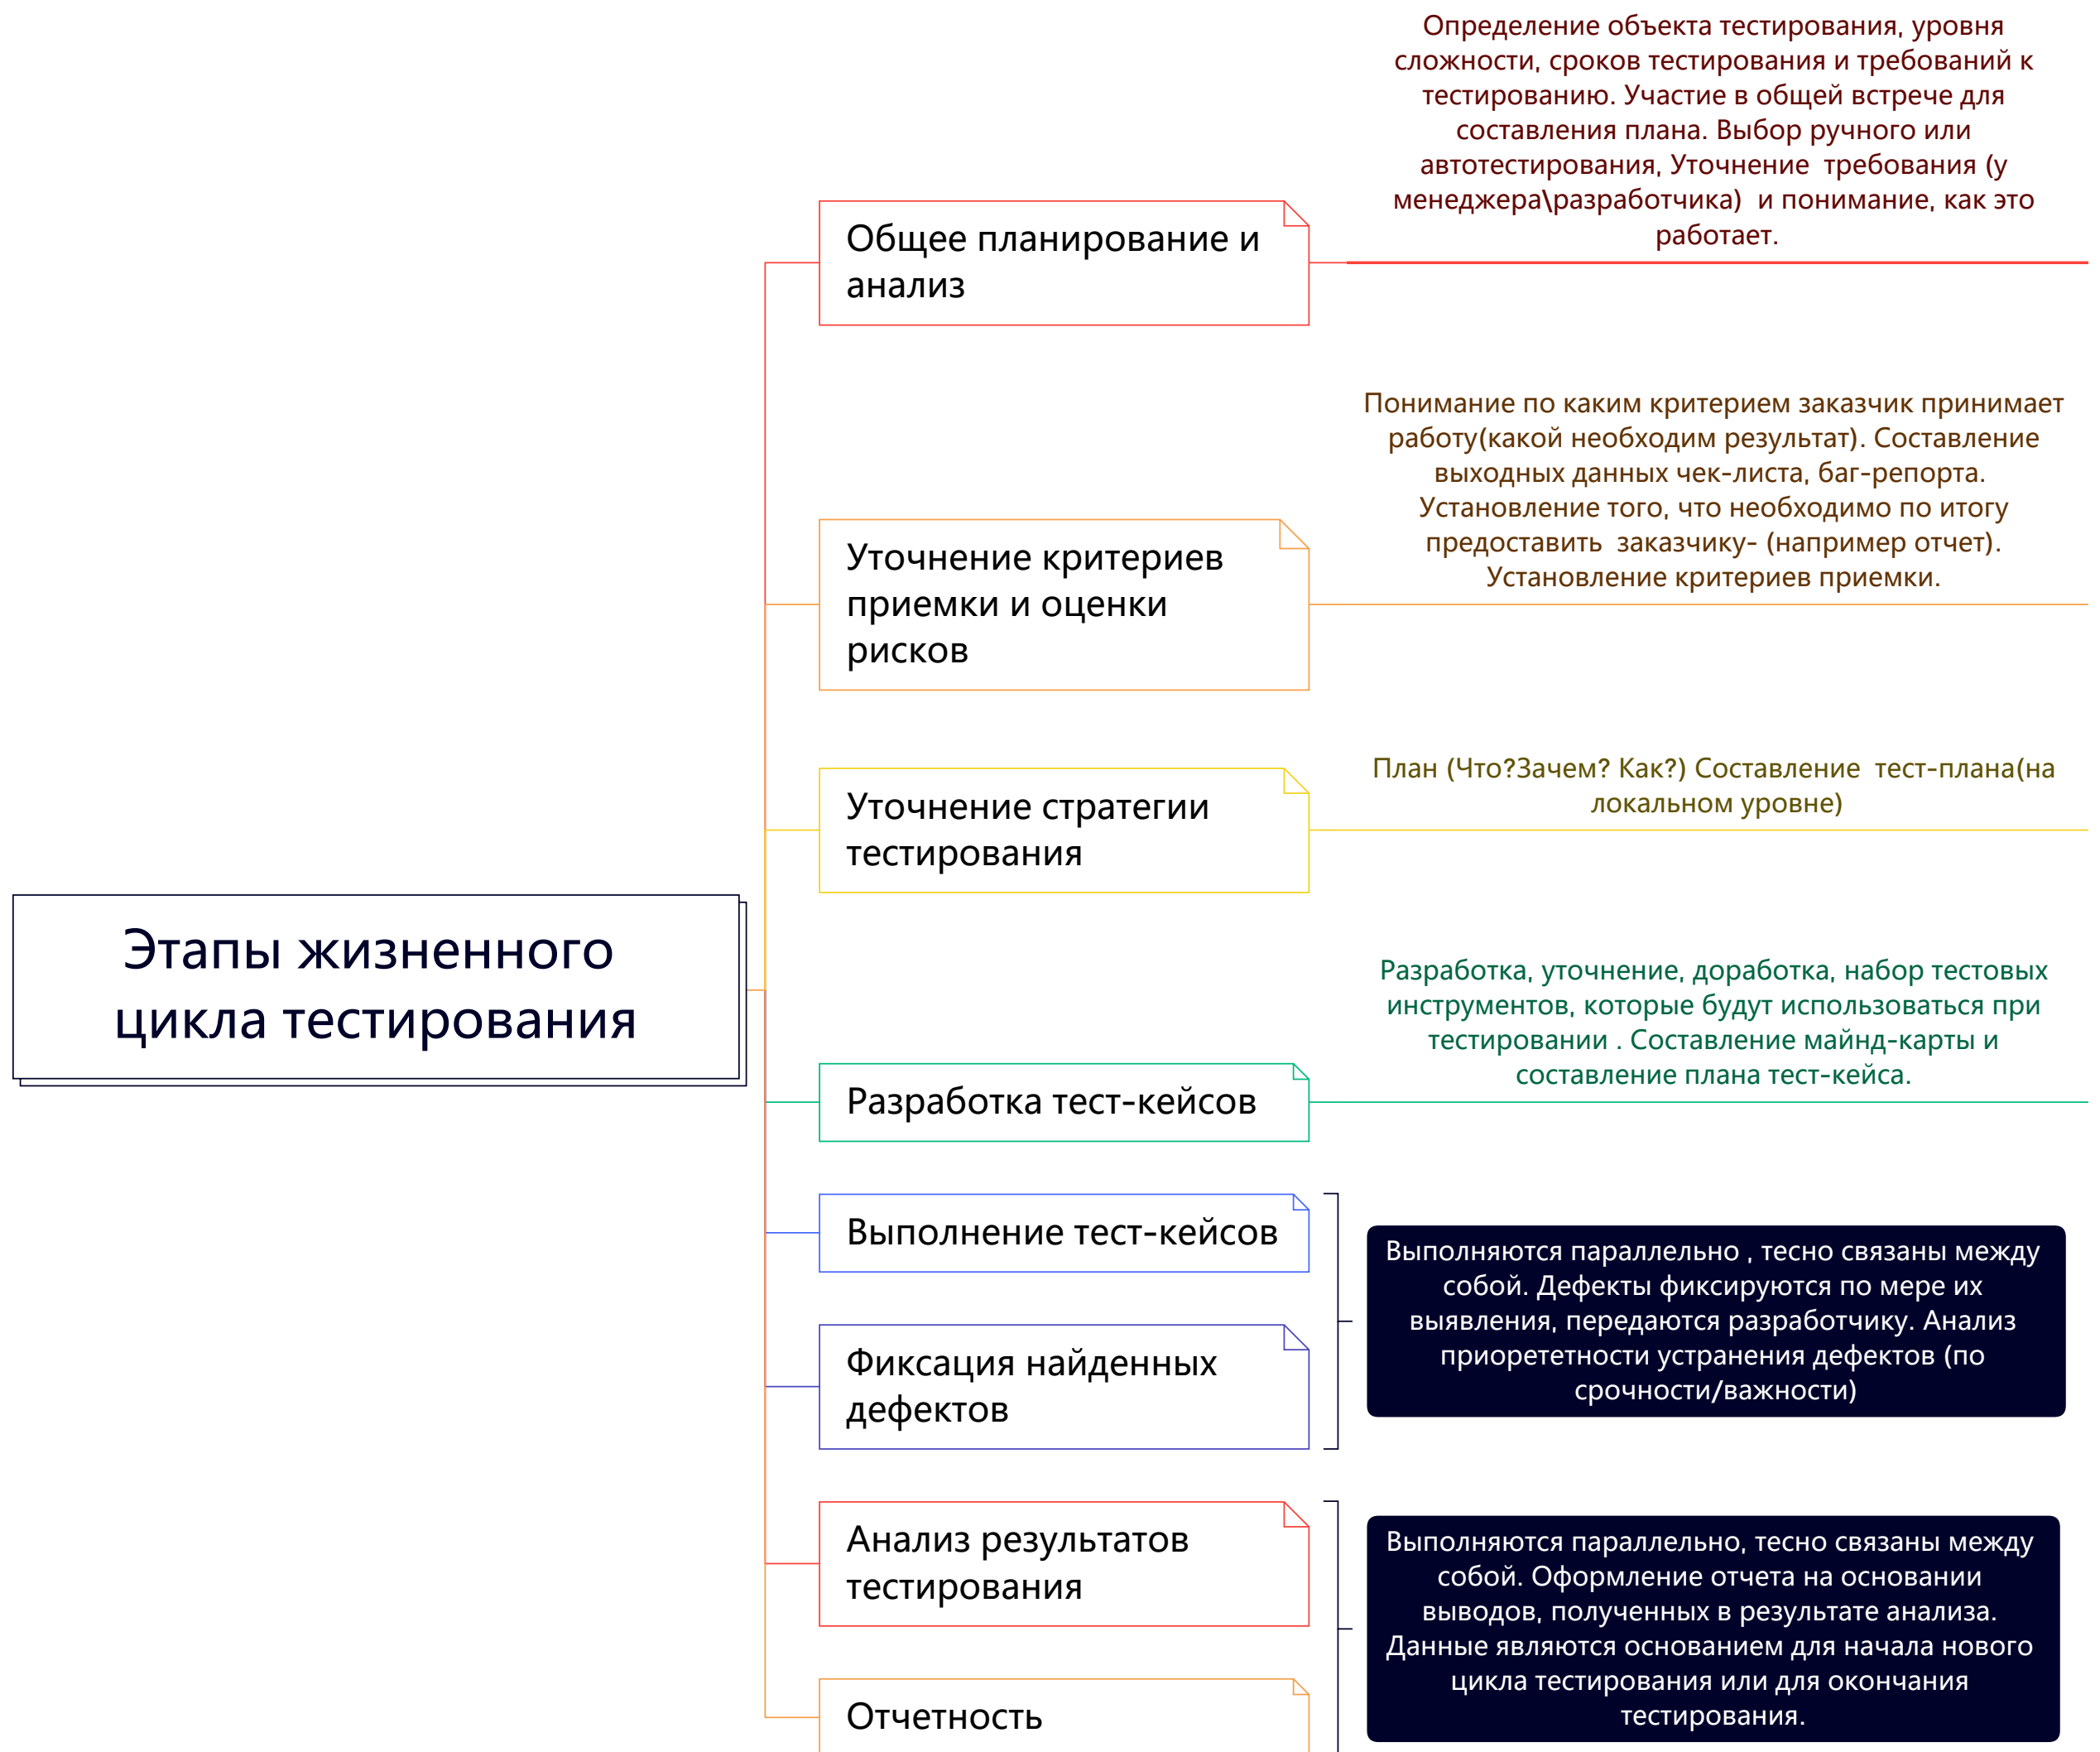 Этапы жизненного
цикла тестирования
Общее планирование и
анализ
Определение объекта тестирования, уровня
сложности, сроков тестирования и требований к
тестированию. Участие в общей встрече для
составления плана. Выбор ручного или
автотестирования, Уточнение  требования (у
менеджера\разработчика)  и понимание, как это
работает.
Уточнение критериев
приемки и оценки
рисков
Понимание по каким критерием заказчик принимает
работу(какой необходим результат). Составление
выходных данных чек-листа, баг-репорта.
Установление того, что необходимо по итогу
предоставить  заказчику- (например отчет).
Установление критериев приемки.
Уточнение стратегии
тестирования
План (Что?Зачем? Как?) Составление  тест-плана(на
локальном уровне)
Разработка тест-кейсов
Разработка, уточнение, доработка, набор тестовых
инструментов, которые будут использоваться при
тестировании . Составление майнд-карты и
составление плана тест-кейса.
Выполнение тест-кейсов
Фиксация найденных
дефектов
Выполняются параллельно , тесно связаны между
собой. Дефекты фиксируются по мере их
выявления, передаются разработчику. Анализ
приорететности устранения дефектов (по
срочности/важности)
Анализ результатов
тестирования
Отчетность
Выполняются параллельно, тесно связаны между
собой. Оформление отчета на основании
выводов, полученных в результате анализа.
Данные являются основанием для начала нового
цикла тестирования или для окончания
тестирования.